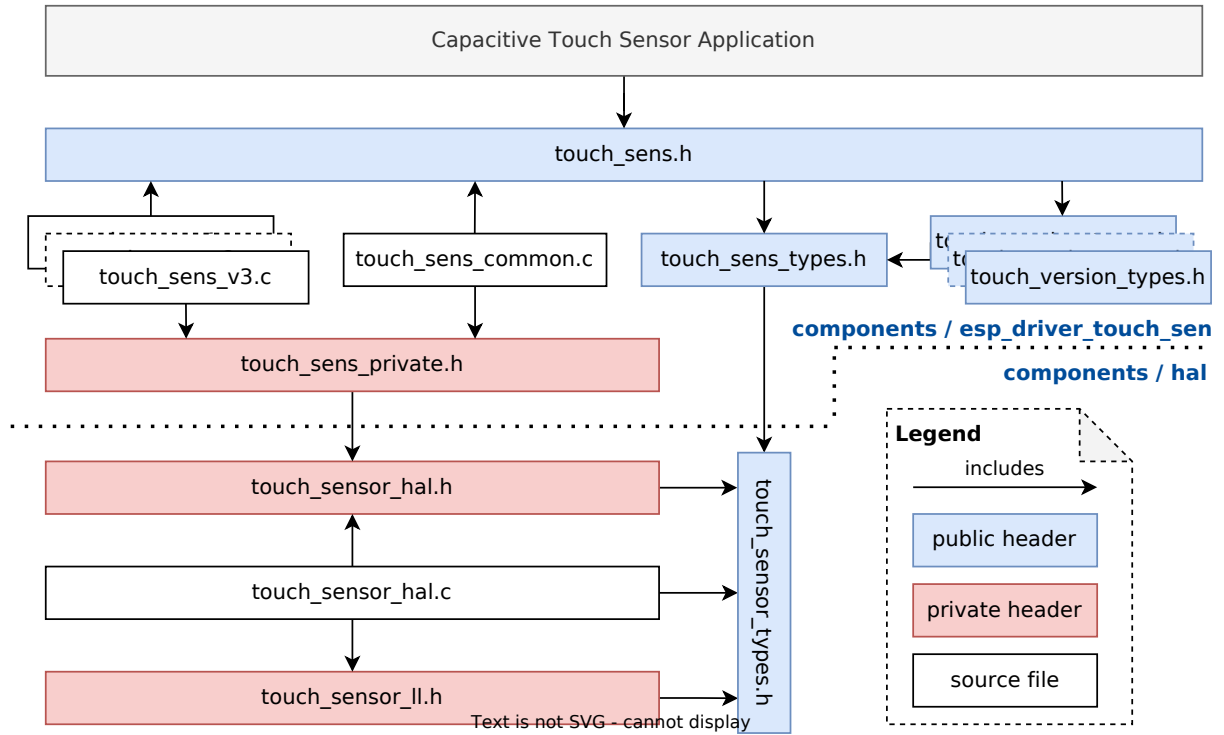 Capacitive Touch Sensor Application
touch_sens.h
touch_sens_v3.c
touch_sens_common.c
touch_sens_types.h
touch_version_types.h
touch_sens_private.h
components / esp_driver_touch_sen
components / hal
touch_sensor_hal.h
touch_sensor_hal.c
touch_sensor_ll.h
touch_sensor_types.h
Legend
includes
public header
private header
source file
Text is not SVG - cannot display